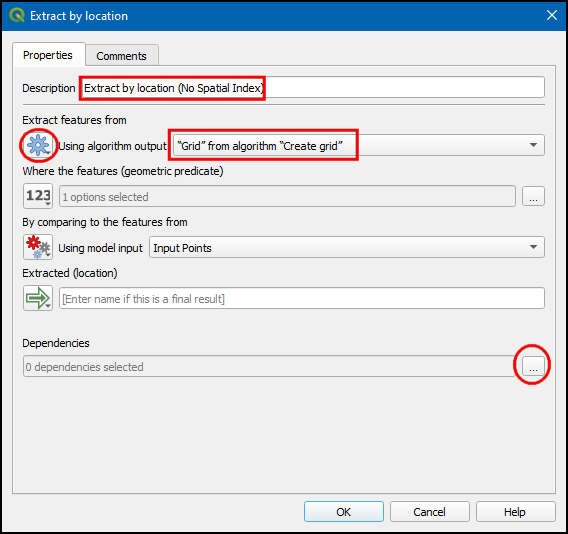 Extract by location
Properties
Comments
Description Extract by location (No Spatial Index)
Extract features from
Using algorithm output “Grid” from algorithm “Create grid”
Where the features (geometric predicate)
123 1 options selected ...
By comparing to the features from
Using model input Input Points
Extracted (location)
[Enter name if this is a final result]
Dependencies
0 dependencies selected ...
OK Cancel Help